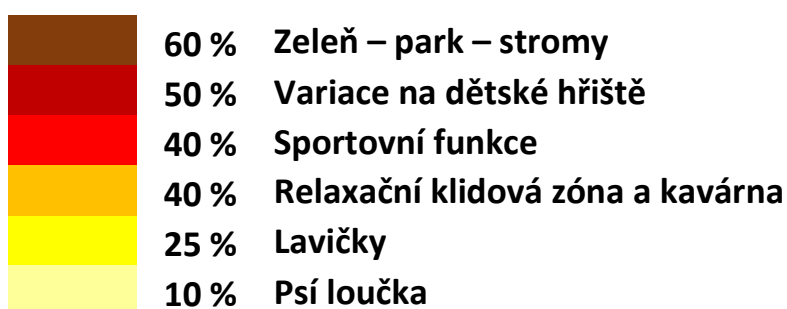 60 % Zeleň – park – stromy
50 % Variace na dětské hřiště
40 % Sportovní funkce
40 % Relaxační klidová zóna a kavárna
25 % Lavičky
10 % Psí loučka